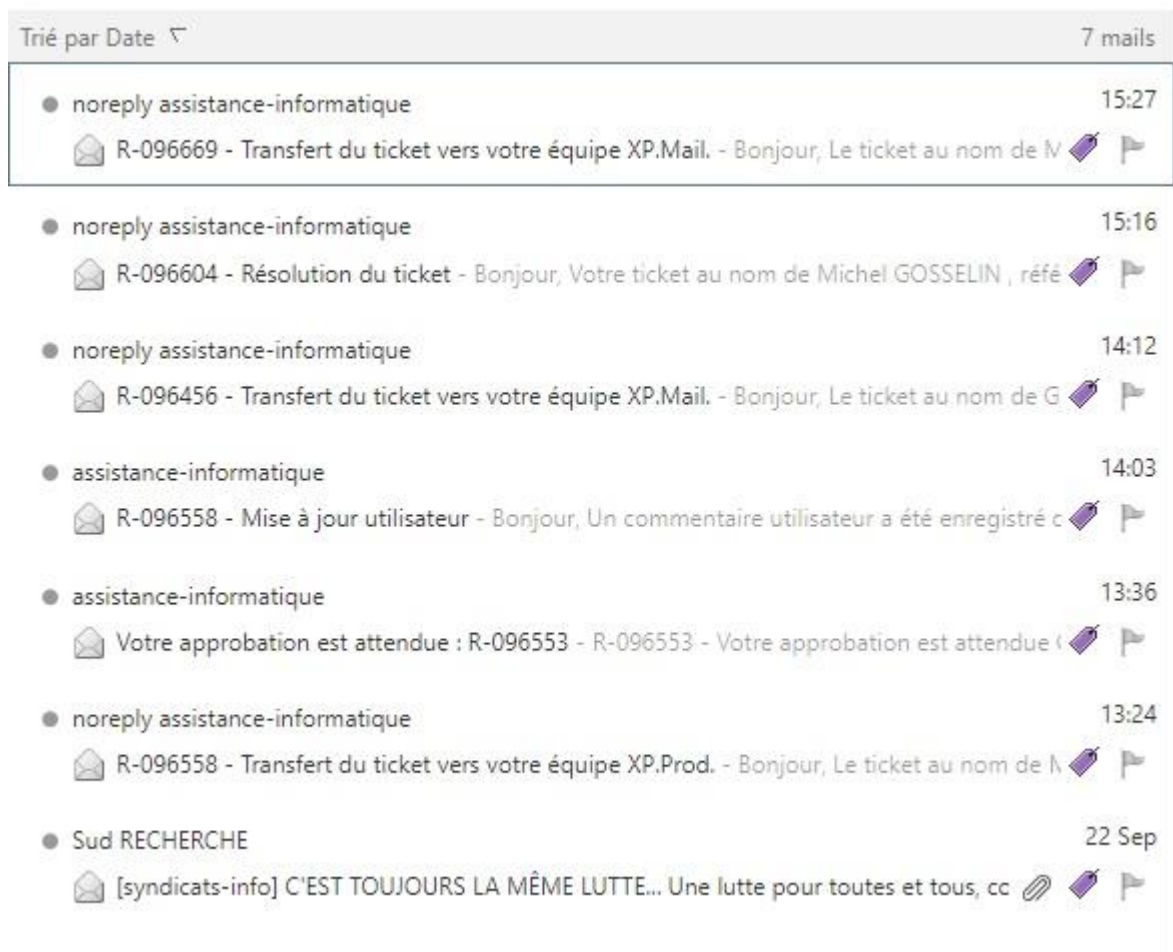 Trié par Date 7 mails
noreply assistance-informatique 15:27
R-096669 - Transfert du ticket vers votre équipe XP.Mail. - Bonjour, Le ticket au nom de M
noreply assistance-informatique 15:16
R-096604 - Résolution du ticket - Bonjour, Votre ticket au nom de Michel GOSSELIN , réfé
noreply assistance-informatique 14:12
R-096456 - Transfert du ticket vers votre équipe XP.Mail. - Bonjour, Le ticket au nom de G
assistance-informatique 14:03
R-096558 - Mise à jour utilisateur - Bonjour, Un commentaire utilisateur a été enregistré
assistance-informatique 13:36
Votre approbation est attendue : R-096553 - R-096553 - Votre approbation est attendue
noreply assistance-informatique 13:24
R-096558 - Transfert du ticket vers votre équipe XP.Prod. - Bonjour, Le ticket au nom de
Sud RECHERCHE 22 Sep
[syndicats-info] C'EST TOUJOURS LA MÊME LUTTE... Une lutte pour toutes et tous,